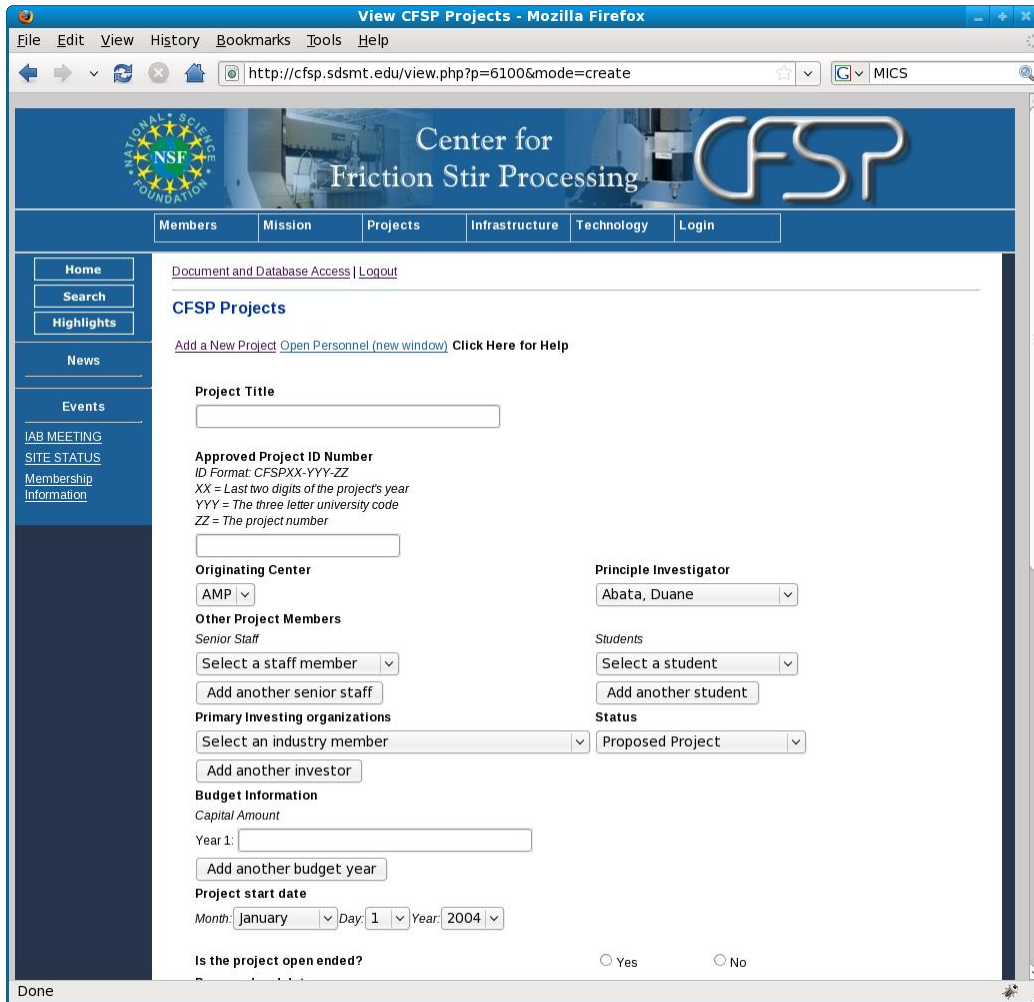 View CFSP Projects - Mozilla Firefox
File Edit View History Bookmarks Tools Help
http://cfsp.sdsmt.edu/view.php?p=6100&mode=create
G MICS
NATIONAL SCIENCE FOUNDATION
NSF
Center for
Friction Stir Processing
CFSP
Members Mission Projects Infrastructure Technology Login
Home
Search
Highlights
News
Events
IAB MEETING
SITE STATUS
Membership
Information
Document and Database Access | Logout
CFSP Projects
Add a New Project Open Personnel (new window) Click Here for Help
Project Title
Approved Project ID Number
ID Format: CFSPXX-YYY-ZZ
XX = Last two digits of the project's year
YYY = The three letter university code
ZZ = The project number
Originating Center Principle Investigator
AMP Abata, Duane
Other Project Members
Senior Staff Students
Select a staff member Select a student
Add another senior staff Add another student
Primary Investing organizations Status
Select an industry member Proposed Project
Add another investor
Budget Information
Capital Amount
Year 1:
Add another budget year
Project start date
Month: January Day: 1 Year: 2004
Is the project open ended? Yes No
Done